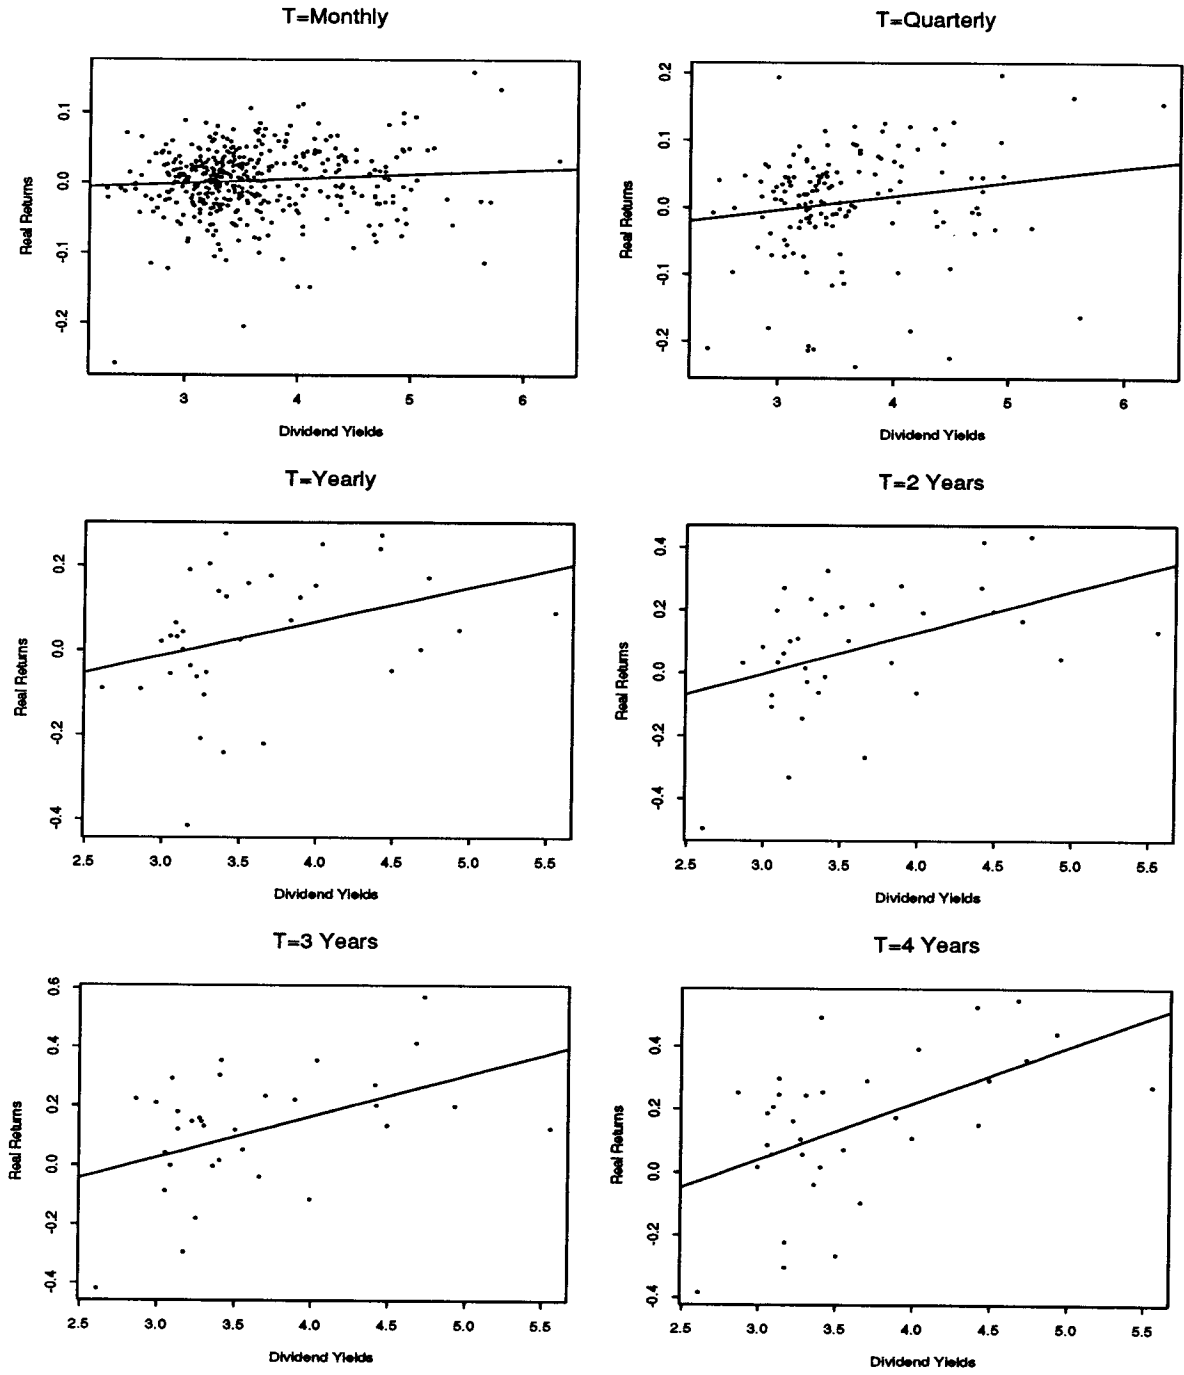 T=Monthly
0.1
0.0
-0.1
-0.2
Real Returns
3 4 5 6
Dividend Yields
T=Quarterly
0.2
0.1
0.0
-0.1
-0.2
Real Returns
3 4 5 6
Dividend Yields
T=Yearly
0.2
0.0
-0.2
-0.4
Real Returns
2.5 3.0 3.5 4.0 4.5 5.0 5.5
Dividend Yields
T=2 Years
0.4
0.2
0.0
-0.2
-0.4
Real Returns
2.5 3.0 3.5 4.0 4.5 5.0 5.5
Dividend Yields
T=3 Years
0.6
0.4
0.2
0.0
-0.2
-0.4
Real Returns
2.5 3.0 3.5 4.0 4.5 5.0 5.5
Dividend Yields
T=4 Years
0.4
0.2
0.0
-0.2
-0.4
Real Returns
2.5 3.0 3.5 4.0 4.5 5.0 5.5
Dividend Yields